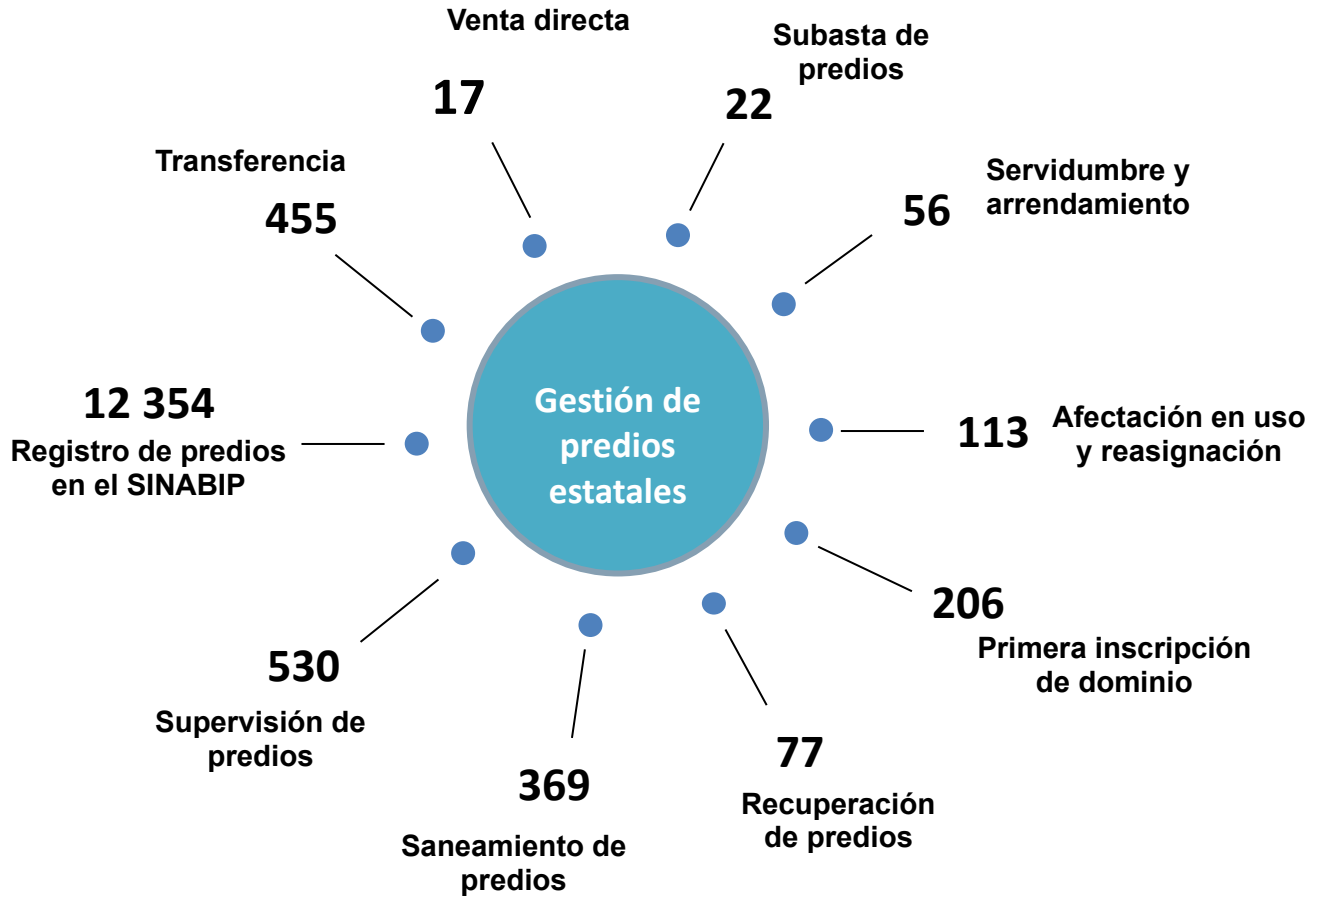 Venta directa
17
Subasta de
predios
22
Transferencia
455
Servidumbre y
arrendamiento
56
12 354
Registro de predios
en el SINABIP
Gestión de
predios
estatales
113
Afectación en uso
y reasignación
206
Primera inscripción
de dominio
530
Supervisión de
predios
369
Saneamiento de
predios
77
Recuperación
de predios